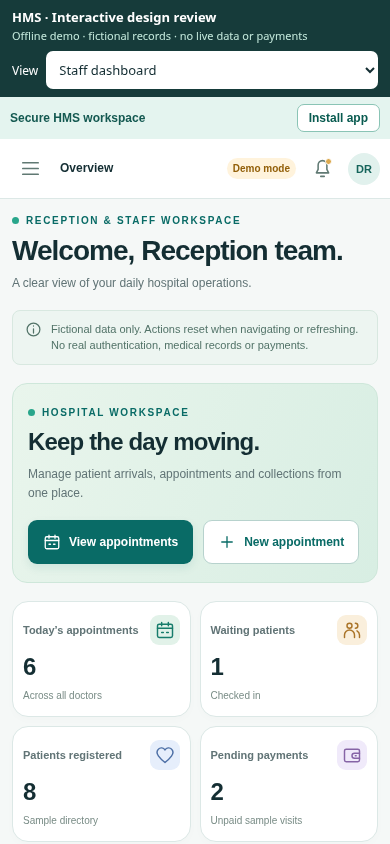 HMS · Interactive design review
Offline demo · fictional records · no live data or payments
View
Staff dashboard
Secure HMS workspace
Install app
Overview
Demo mode
DR
RECEPTION & STAFF WORKSPACE
Welcome, Reception team.
A clear view of your daily hospital operations.
Fictional data only. Actions reset when navigating or refreshing.
No real authentication, medical records or payments.
HOSPITAL WORKSPACE
Keep the day moving.
Manage patient arrivals, appointments and collections from
one place.
View appointments
New appointment
Today's appointments
6
Across all doctors
Waiting patients
1
Checked in
Patients registered
8
Sample directory
Pending payments
2
Unpaid sample visits